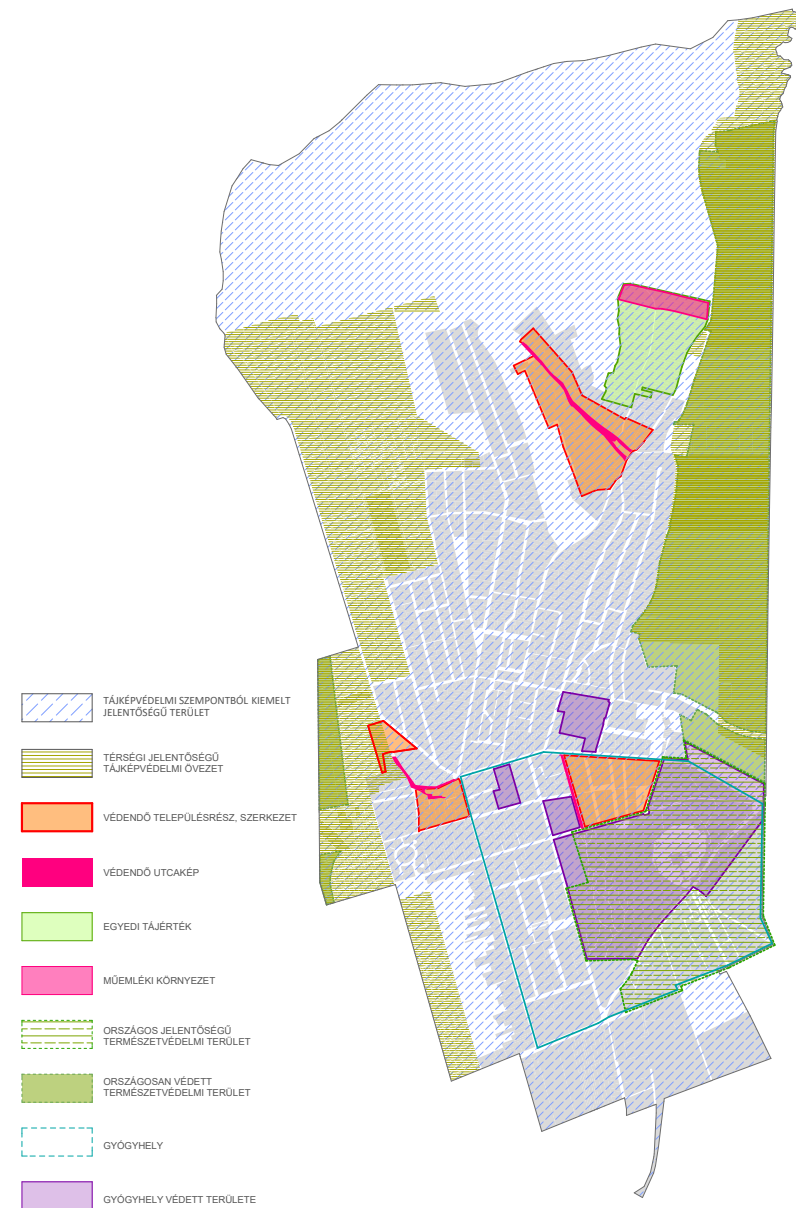 TÁJKÉPVÉDELMI SZEMPONTBÓL KIEMELT
JELENTŐSÉGŰ TERÜLET
TÉRSÉGI JELENTŐSÉGŰ
TÁJKÉPVÉDELMI ÖVEZET
VÉDENDŐ TELEPÜLÉSRÉSZ, SZERKEZET
VÉDENDŐ UTCAKÉP
EGYEDI TÁJÉRTÉK
MŰEMLÉKI KÖRNYEZET
ORSZÁGOS JELENTŐSÉGŰ
TERMÉSZETVÉDELMI TERÜLET
ORSZÁGOSAN VÉDETT
TERMÉSZETVÉDELMI TERÜLET
GYÓGYHELY
GYÓGYHELY VÉDETT TERÜLETE